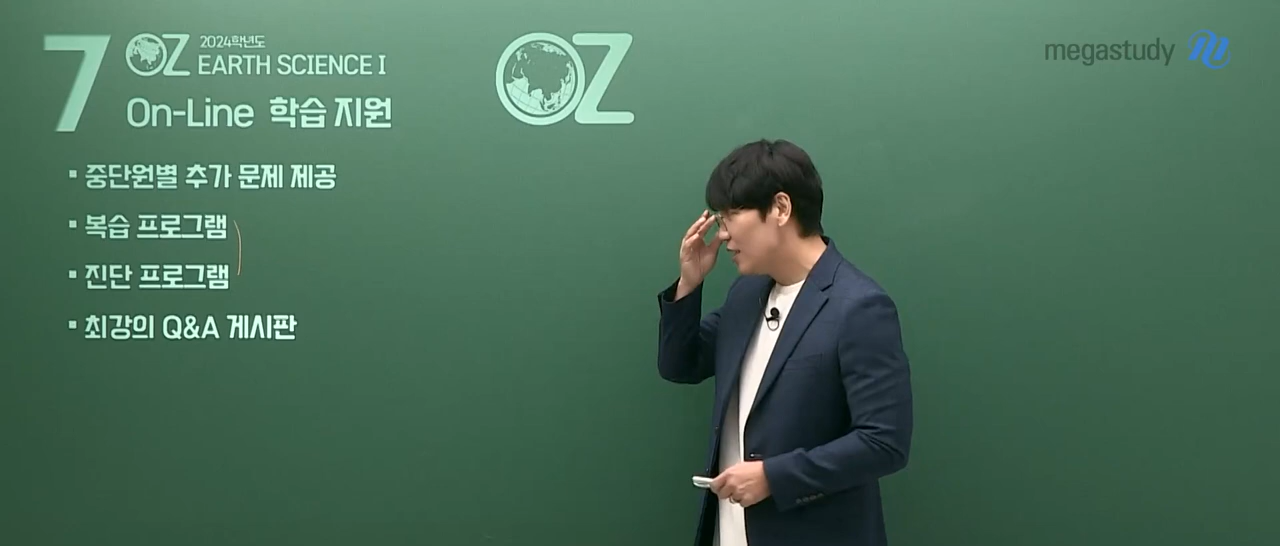 7
OZ 2024학년도
EARTH SCIENCE I
On-Line 학습 지원
▪ 중단원별 추가 문제 제공
▪ 복습 프로그램
▪ 진단 프로그램
▪ 최강의 Q&A 게시판
OZ
megastudy